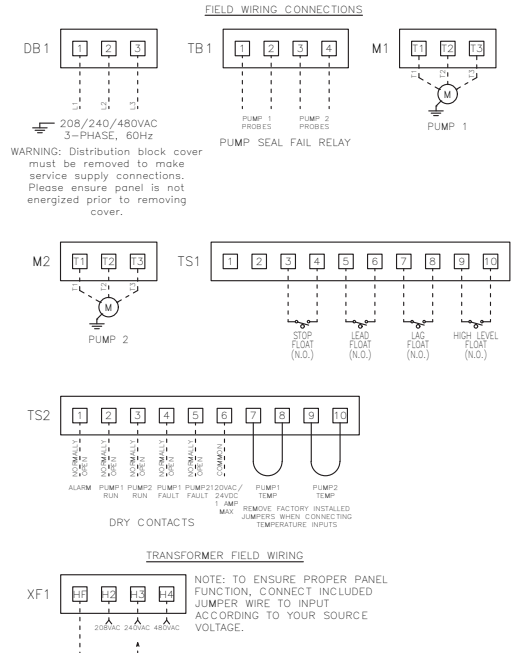 FIELD WIRING CONNECTIONS
DB1 1 2 3
L1 L2 L3
208/240/480VAC
3-PHASE, 60Hz
WARNING: Distribution block cover
must be removed to make
service supply connections.
Please ensure panel is not
energized prior to removing
cover.
TB1 1 2 3 4
PUMP 1 PROBES PUMP 2 PROBES
PUMP SEAL FAIL RELAY
M1 T1 T2 T3
T1 T2 T3
M
PUMP 1
M2 T1 T2 T3
T1 T2 T3
M
PUMP 2
TS1 1 2 3 4 5 6 7 8 9 10
STOP FLOAT (N.O.) LEAD FLOAT (N.O.) LAG FLOAT (N.O.) HIGH LEVEL FLOAT (N.O.)
TS2 1 2 3 4 5 6 7 8 9 10
NORMALLY OPEN NORMALLY OPEN NORMALLY OPEN NORMALLY OPEN NORMALLY OPEN COMMON
ALARM PUMP1 RUN PUMP2 RUN PUMP1 FAULT PUMP2 FAULT 120VAC/ 24VDC 1 AMP MAX PUMP1 TEMP PUMP2 TEMP
REMOVE FACTORY INSTALLED
JUMPERS WHEN CONNECTING
TEMPERATURE INPUTS
DRY CONTACTS
TRANSFORMER FIELD WIRING
XF1 HF H2 H3 H4
208VAC 240VAC 480VAC
NOTE: TO ENSURE PROPER PANEL
FUNCTION, CONNECT INCLUDED
JUMPER WIRE TO INPUT
ACCORDING TO YOUR SOURCE
VOLTAGE.